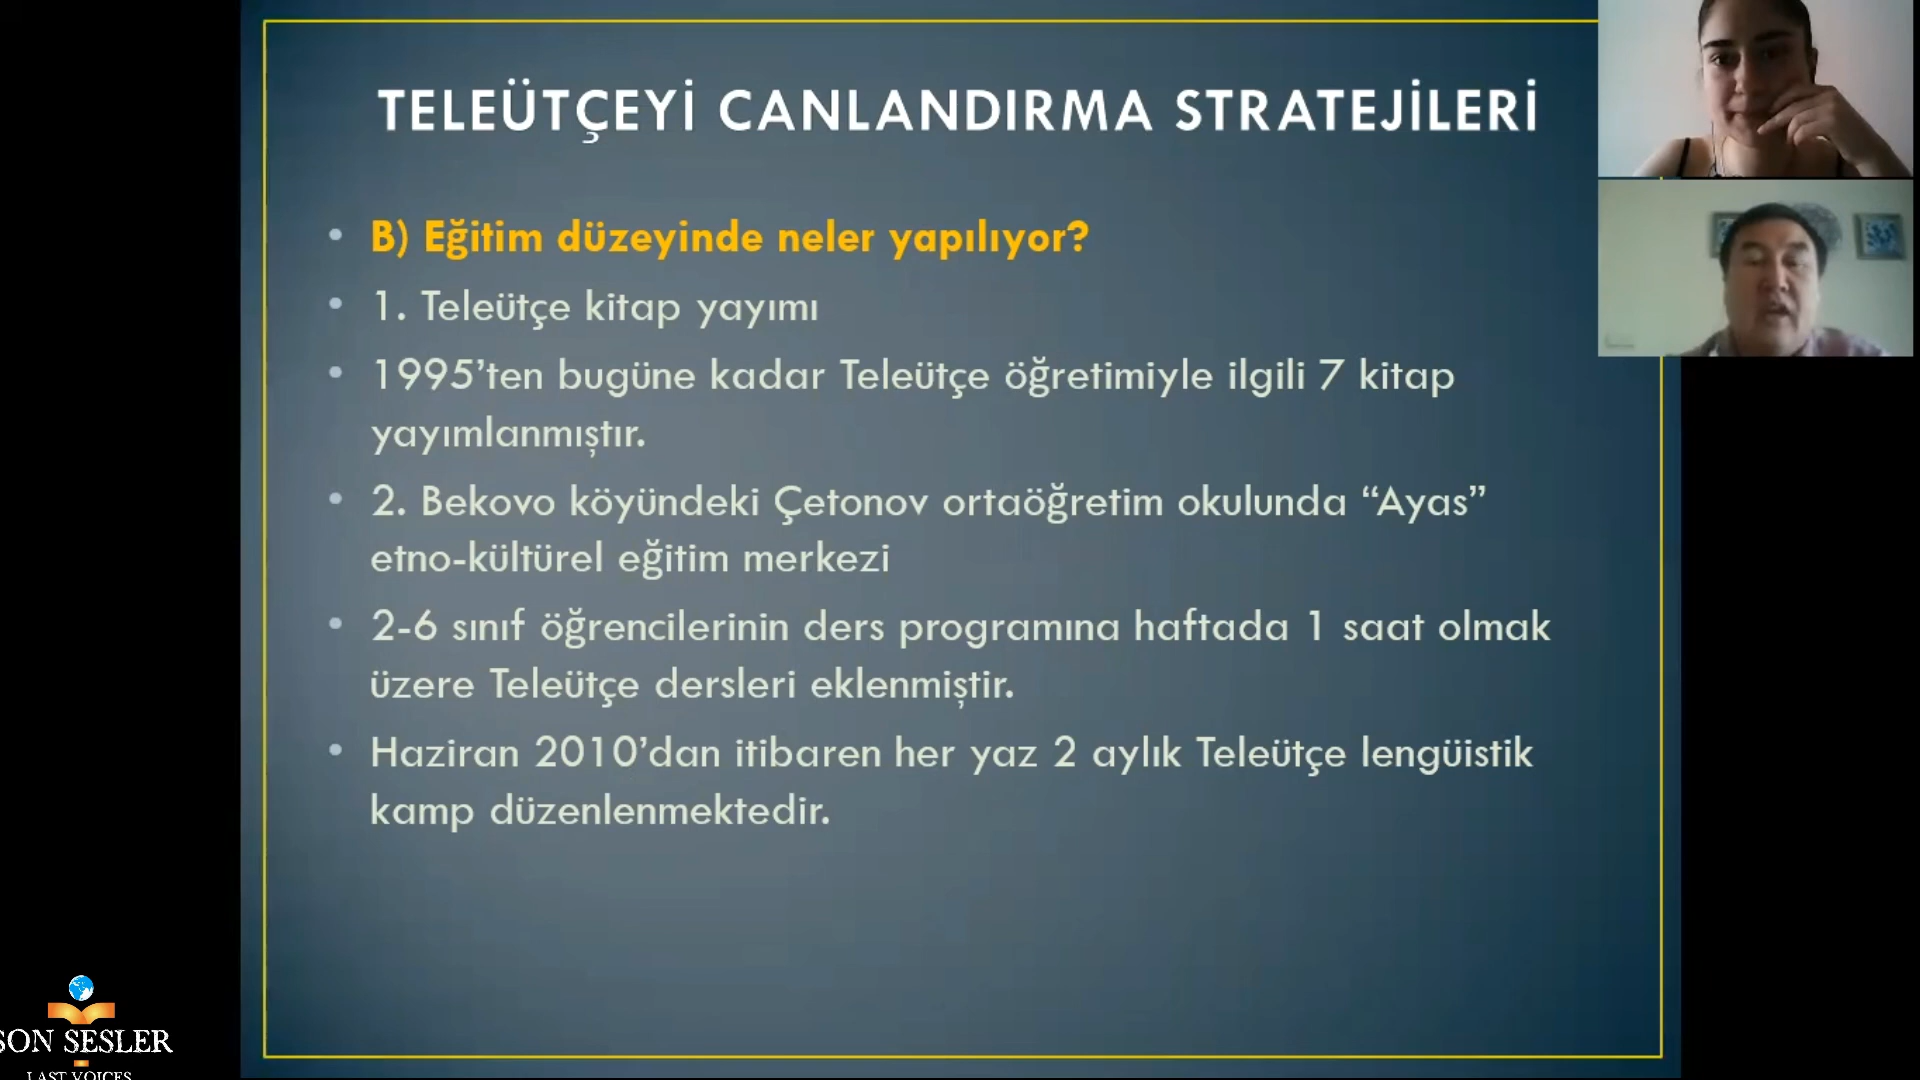 TELEÜTÇEYİ CANLANDIRMA STRATEJİLERİ
• B) Eğitim düzeyinde neler yapılıyor?
• 1. Teleütçe kitap yayımı
• 1995’ten bugüne kadar Teleütçe öğretimiyle ilgili 7 kitap
yayımlanmıştır.
• 2. Bekovo köyündeki Çetonov ortaöğretim okulunda “Ayas”
etno-kültürel eğitim merkezi
• 2-6 sınıf öğrencilerinin ders programına haftada 1 saat olmak
üzere Teleütçe dersleri eklenmiştir.
• Haziran 2010’dan itibaren her yaz 2 aylık Teleütçe lengüistik
kamp düzenlenmektedir.
SON SESLER
LAST VOICES